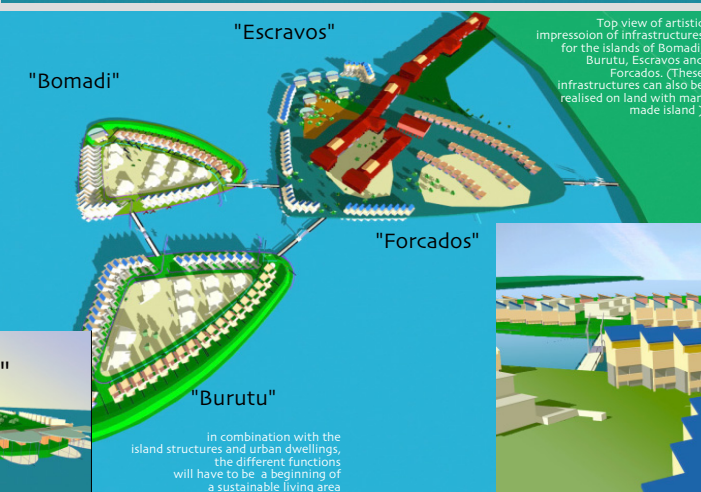 "Escravos"
Top view of artistic
impressoion of infrastructures
for the islands of Bomadi,
Burutu, Escravos and
Forcados. (These
infrastructures can also be
realised on land with man
made island )
"Bomadi"
"Forcados"
"
"Burutu"
in combination with the
island structures and urban dwellings,
the different functions
will have to be a beginning of
a sustainable living area